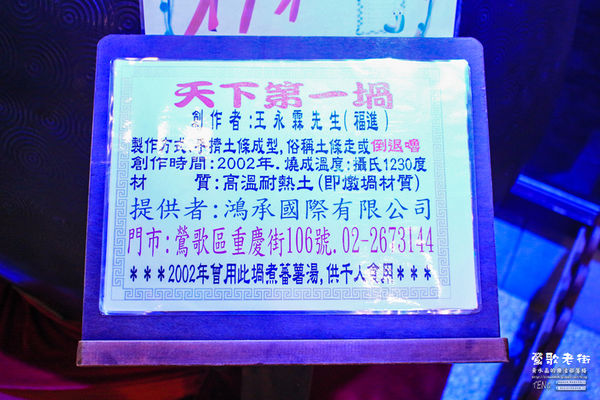 天下第一堝
創作者:王永霖先生(福進)
製作方式:手擠土條成型,俗稱土條走或倒退嚕
創作時間:2002年.燒成溫度:攝氏1230度
材質:高溫耐熱土(即燉堝材質)
提供者:鴻承國際有限公司
門市:鶯歌區重慶街106號.02-2673144
***2002年曾用此堝煮蕃薯湯,供千人食用***
鶯歌老街
TENG